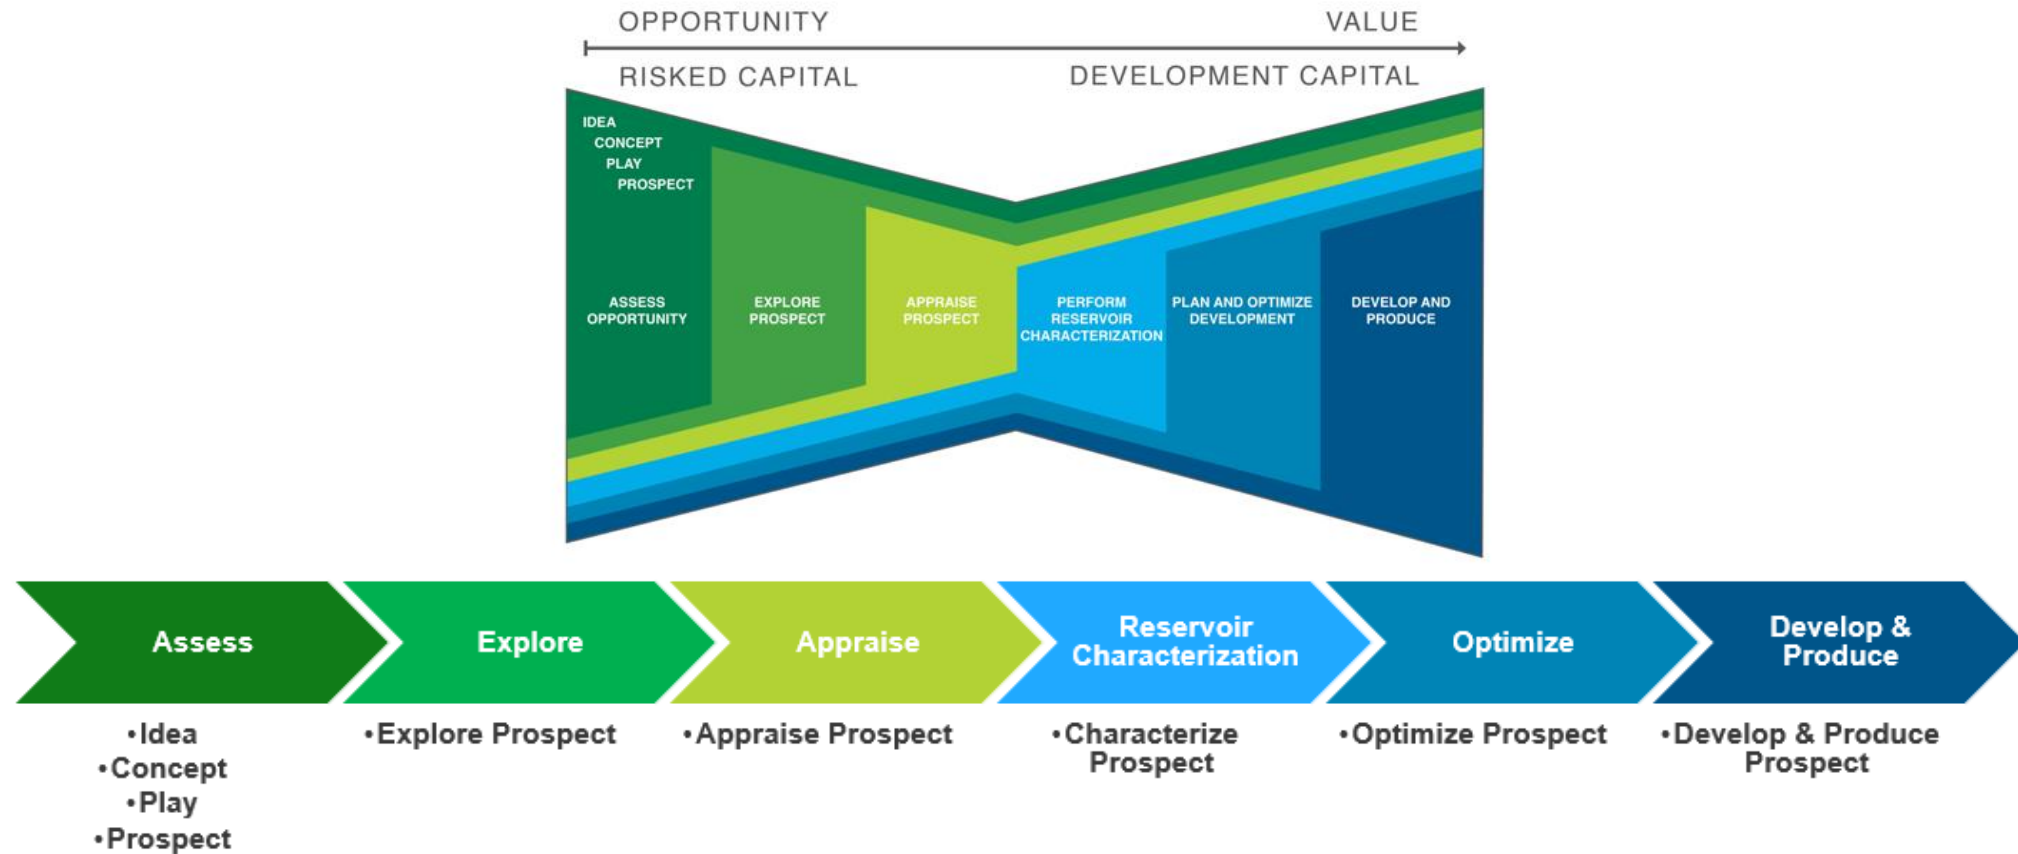 OPPORTUNITY VALUE
RISKED CAPITAL DEVELOPMENT CAPITAL
IDEA
CONCEPT
PLAY
PROSPECT
ASSESS
OPPORTUNITY
EXPLORE
PROSPECT
APPRAISE
PROSPECT
PERFORM
RESERVOIR
CHARACTERIZATION
PLAN AND OPTIMIZE
DEVELOPMENT
DEVELOP AND
PRODUCE
Assess
Explore
Appraise
Reservoir
Characterization
Optimize
Develop &
Produce
•Idea
•Concept
•Play
•Prospect
•Explore Prospect
•Appraise Prospect
•Characterize
Prospect
•Optimize Prospect
•Develop & Produce
Prospect